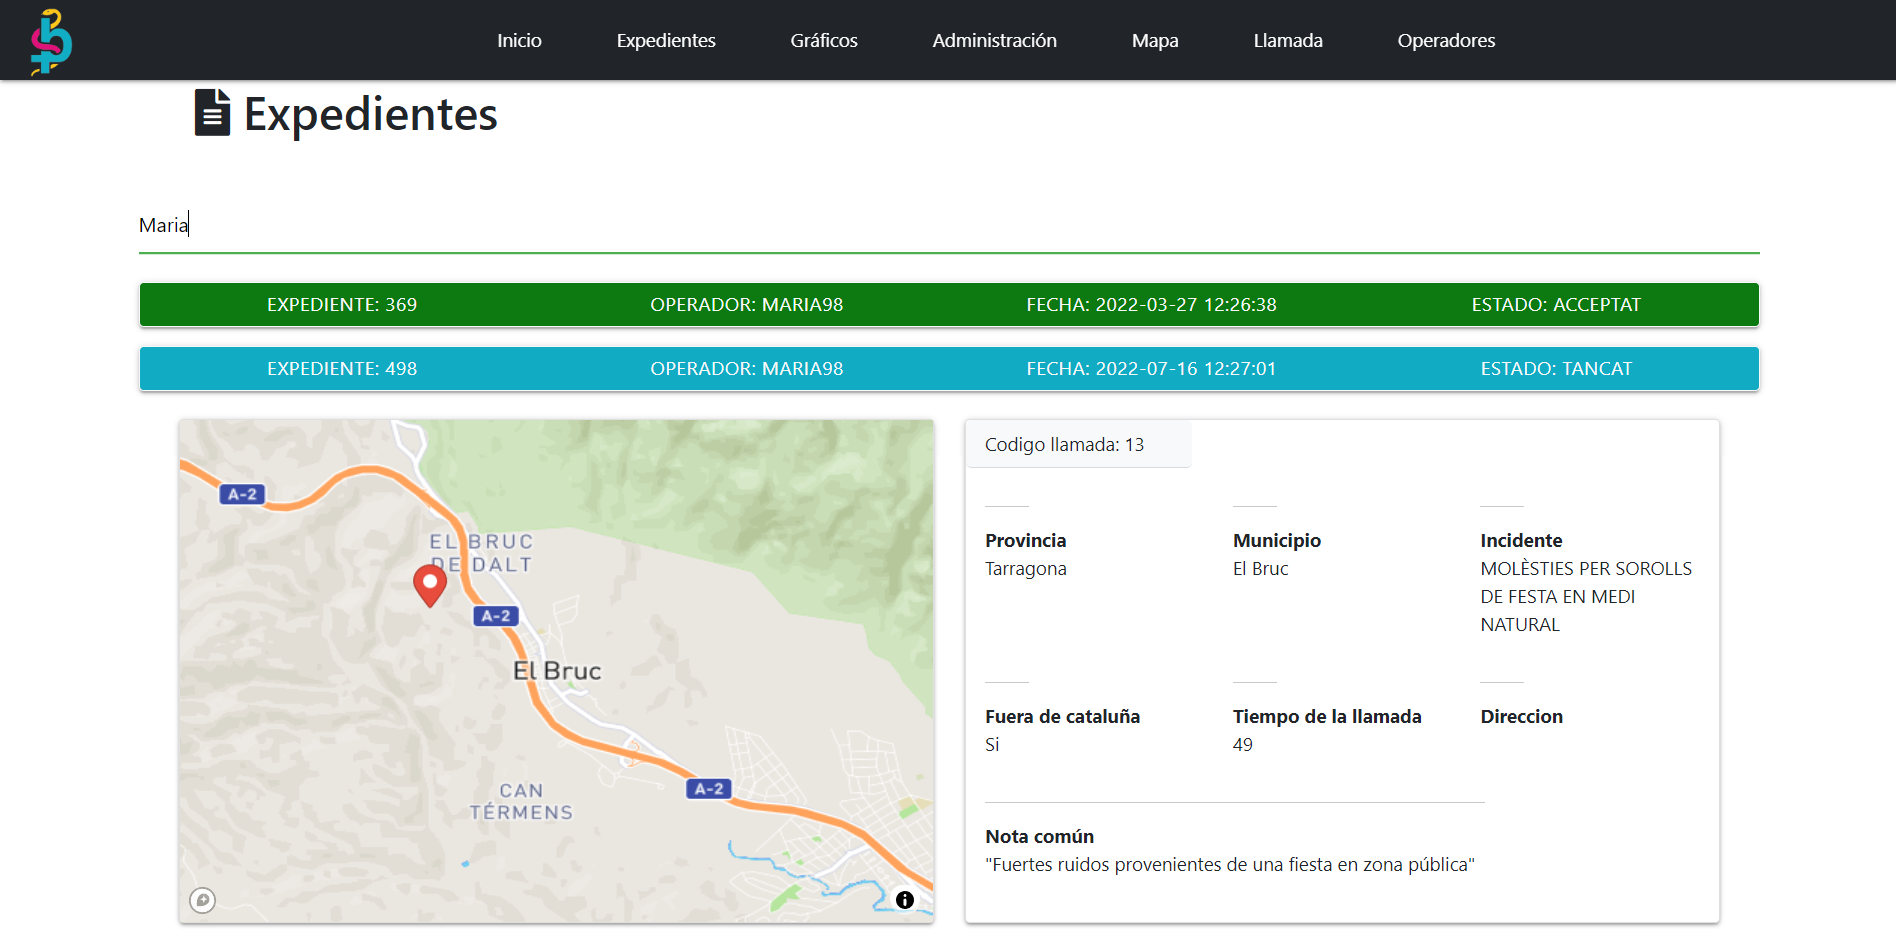 Inicio Expedientes Gráficos Administración Mapa Llamada Operadores
Expedientes
Maria
EXPEDIENTE: 369 OPERADOR: MARIA98 FECHA: 2022-03-27 12:26:38 ESTADO: ACCEPTAT
EXPEDIENTE: 498 OPERADOR: MARIA98 FECHA: 2022-07-16 12:27:01 ESTADO: TANCAT
A-2
EL BRUC
DE DALT
A-2
El Bruc
CAN
TÉRMENS
A-2
Codigo llamada: 13
Provincia
Tarragona
Municipio
El Bruc
Incidente
MOLÈSTIES PER SOROLLS
DE FESTA EN MEDI
NATURAL
Fuera de cataluña
Si
Tiempo de la llamada
49
Direccion
Nota común
"Fuertes ruidos provenientes de una fiesta en zona pública"